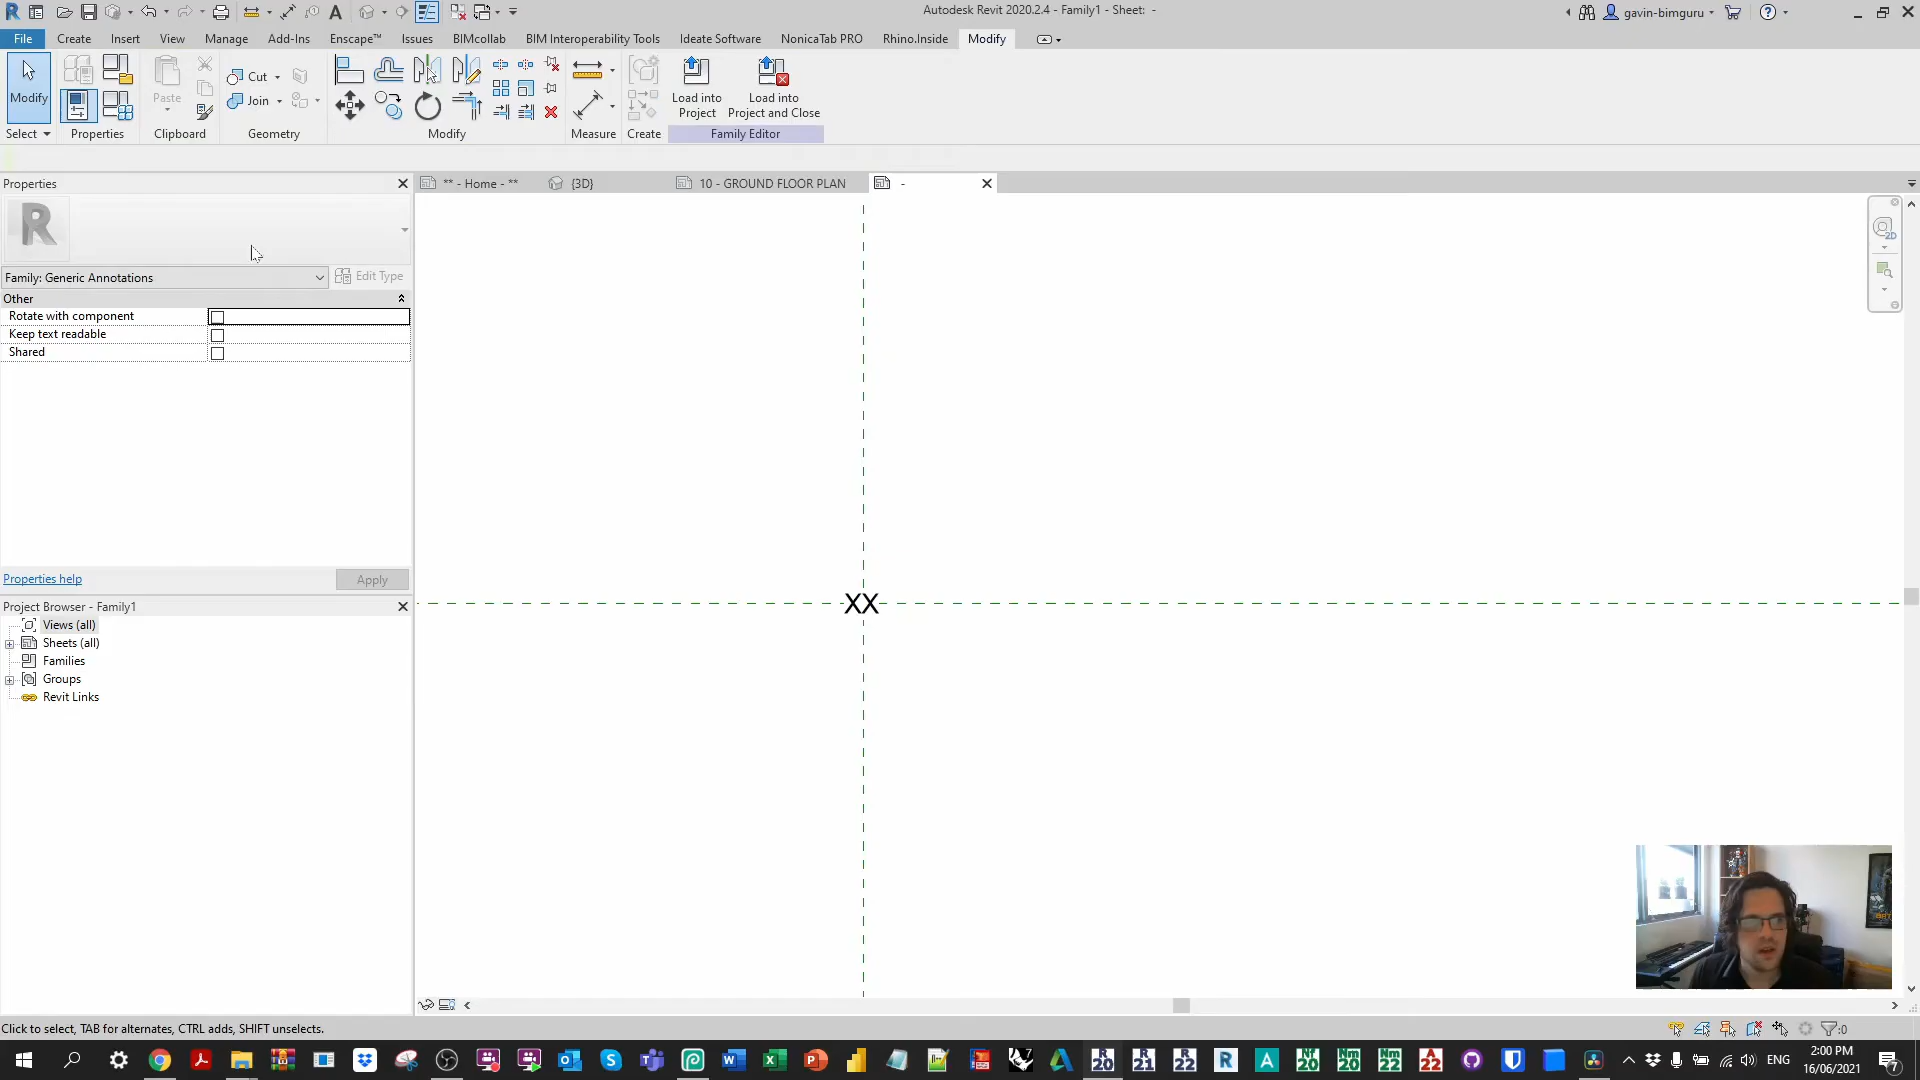 Autodesk Revit 2020.2.4 - Family1 - Sheet: -
gavin-bimguru
File Create Insert View Manage Add-Ins Enscape™ Issues BIMcollab BIM Interoperability Tools Ideate Software NonicaTab PRO Rhino.Inside Modify
Modify
Paste
Cut
Join
Load into
Project
Load into
Project and Close
Select Properties Clipboard Geometry Modify Measure Create Family Editor
Properties
** - Home - ** {3D} 10 - GROUND FLOOR PLAN -
Family: Generic Annotations
Edit Type
Other
Rotate with component
Keep text readable
Shared
Properties help
Apply
XX
Project Browser - Family1
Views (all)
Sheets (all)
Families
Groups
Revit Links
Click to select, TAB for alternates, CTRL adds, SHIFT unselects.
:0
ENG
2:00 PM
16/06/2021